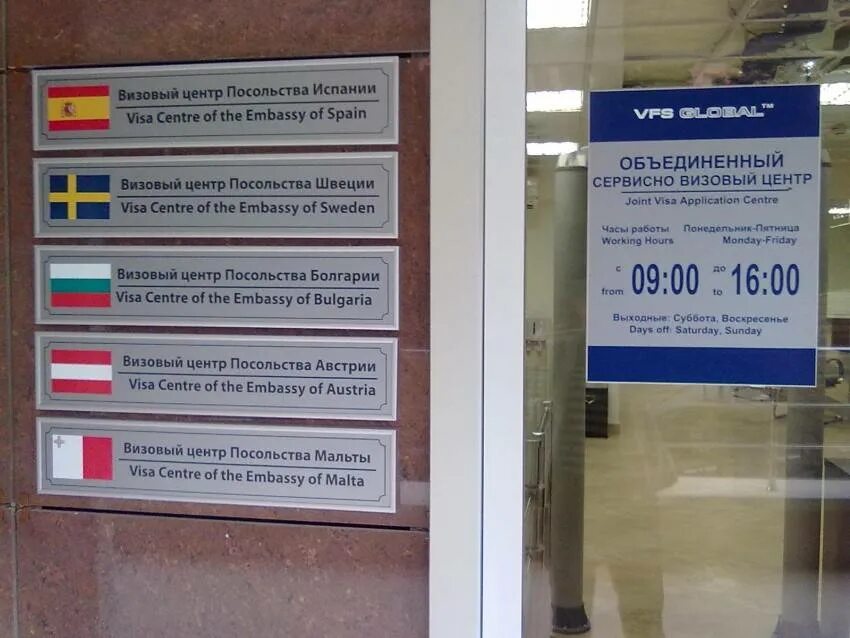 Визовый центр Посольства Испании
Visa Centre of the Embassy of Spain
Визовый центр Посольства Швеции
Visa Centre of the Embassy of Sweden
Визовый центр Посольства Болгарии
Visa Centre of the Embassy of Bulgaria
Визовый центр Посольства Австрии
Visa Centre of the Embassy of Austria
Визовый центр Посольства Мальты
Visa Centre of the Embassy of Malta
VFS GLOBAL™
ОБЪЕДИНЕННЫЙ
СЕРВИСНО ВИЗОВЫЙ ЦЕНТР
Joint Visa Application Centre
Часы работы Понедельник-Пятница
Working Hours Monday-Friday
с 09:00 до 16:00
from to
Выходные: Суббота, Воскресенье
Days off: Saturday, Sunday